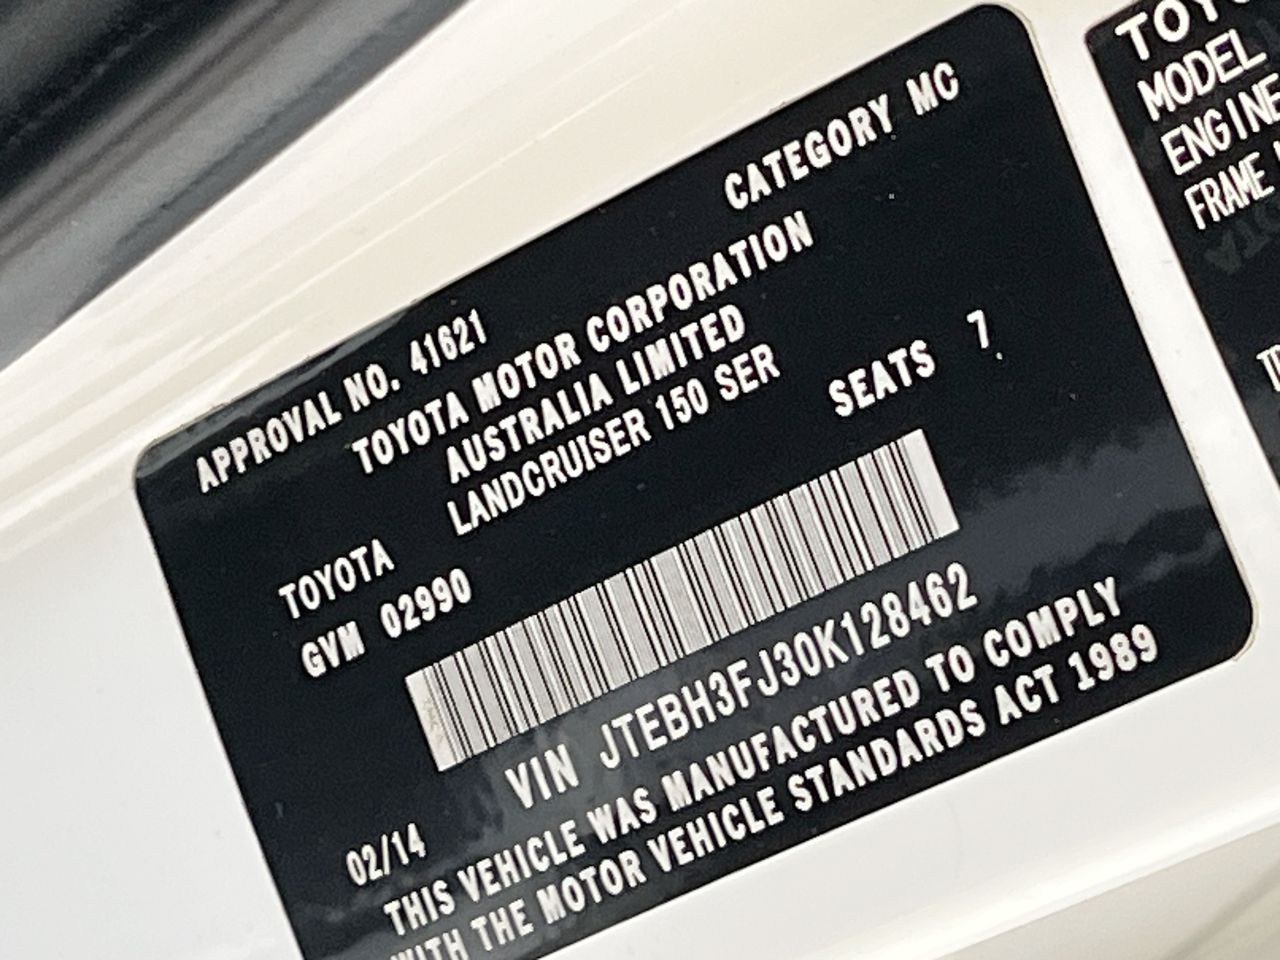 APPROVAL NO. 41621 CATEGORY MC
TOYOTA MOTOR CORPORATION
AUSTRALIA LIMITED
TOYOTA LANDCRUISER 150 SER
GVM 02990 SEATS 7
VIN JTEBH3FJ30K128462
02/14
THIS VEHICLE WAS MANUFACTURED TO COMPLY
WITH THE MOTOR VEHICLE STANDARDS ACT 1989
MODEL
ENGINE
FRAME